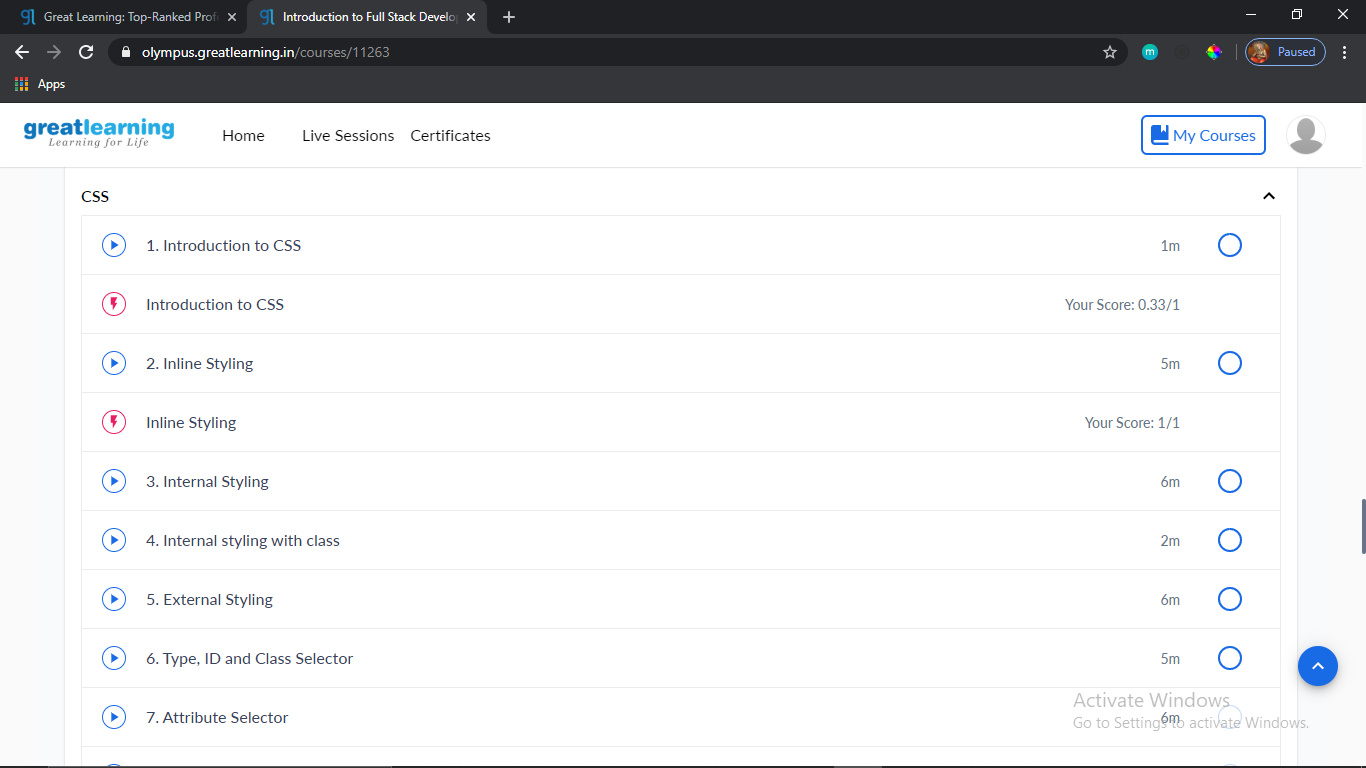 Great Learning: Top-Ranked Prof
Introduction to Full Stack Develo
olympus.greatlearning.in/courses/11263
m
Paused
Apps
greatlearning
Learning for Life
Home
Live Sessions
Certificates
My Courses
CSS
1. Introduction to CSS 1m
Introduction to CSS Your Score: 0.33/1
2. Inline Styling 5m
Inline Styling Your Score: 1/1
3. Internal Styling 6m
4. Internal styling with class 2m
5. External Styling 6m
6. Type, ID and Class Selector 5m
7. Attribute Selector 6m
Activate Windows
Go to Settings to activate Windows.